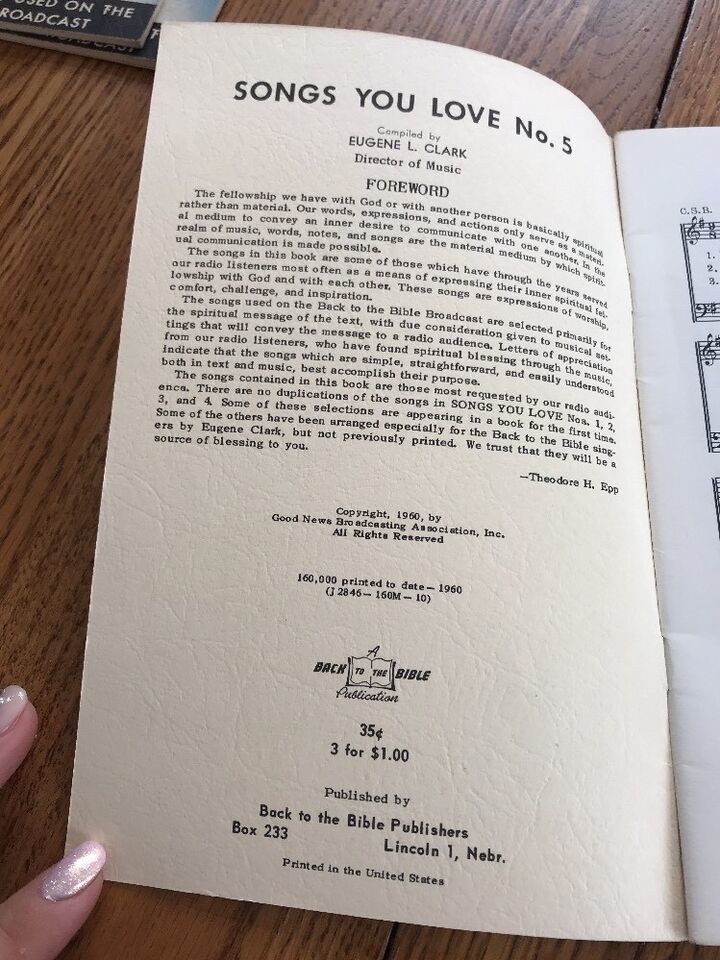 USED ON THE
BROADCAST
BROADCAST
SONGS YOU LOVE No. 5
Compiled by
EUGENE L. CLARK
Director of Music
FOREWORD
The fellowship we have with God or with another person is basically spiritual
rather than material. Our words, expressions, and actions only serve as a materi-
al medium to convey an inner desire to communicate with one another. In the
realm of music, words, notes, and songs are the material medium by which spirit-
ual communication is made possible.
The songs in this book are some of those which have through the years served
our radio listeners most often as a means of expressing their inner spiritual fel-
lowship with God and with each other. These songs are expressions of worship,
comfort, challenge, and inspiration.
The songs used on the Back to the Bible Broadcast are selected primarily for
the spiritual message of the text, with due consideration given to musical set-
tings that will convey the message to a radio audience. Letters of appreciation
from our radio listeners, who have found spiritual blessing through the music,
indicate that the songs which are simple, straightforward, and easily understood
both in text and music, best accomplish their purpose.
The songs contained in this book are those most requested by our radio audi-
ence. There are no duplications of the songs in SONGS YOU LOVE Nos. 1, 2,
3, and 4. Some of these selections are appearing in a book for the first time.
Some of the others have been arranged especially for the Back to the Bible sing-
ers by Eugene Clark, but not previously printed. We trust that they will be a
source of blessing to you.
—Theodore H. Epp
Copyright, 1960, by
Good News Broadcasting Association, Inc.
All Rights Reserved
160,000 printed to date — 1960
(J 2846 — 160M — 10)
A
BACK TO THE BIBLE
Publication
35¢
3 for $1.00
Published by
Back to the Bible Publishers
Box 233 Lincoln 1, Nebr.
Printed in the United States
C.S.B.
1.
2.
3.